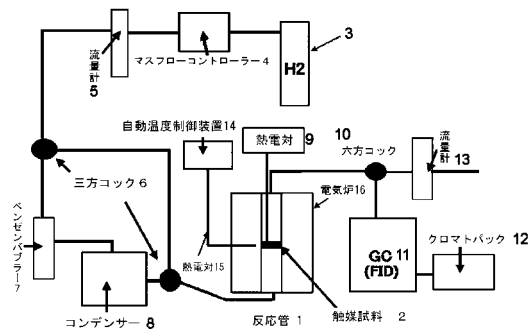 3
流量計
5
マスフローコントローラー4
H2
自動温度制御装置14
熱電対
9
10
六方コック
流量計
13
三方コック 6
電気炉16
ベンゼンバブラー7
熱電対15
GC 11
(FID)
クロマトパック
12
コンデンサー 8
反応管 1
触媒試料 2